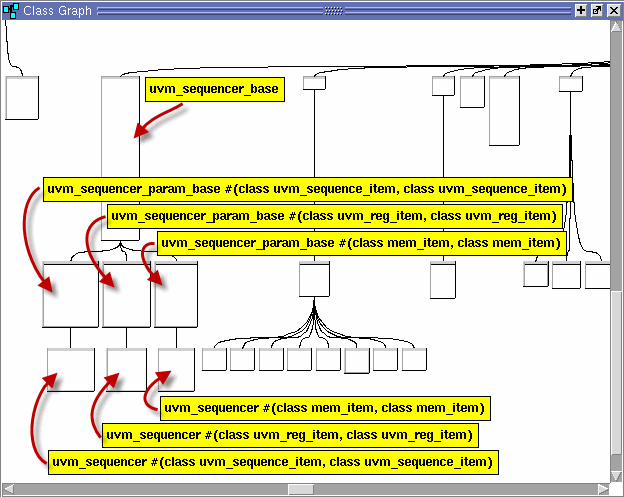 Class Graph
uvm_sequencer_base
uvm_sequencer_param_base #(class uvm_sequence_item, class uvm_sequence_item)
uvm_sequencer_param_base #(class uvm_reg_item, class uvm_reg_item)
uvm_sequencer_param_base #(class mem_item, class mem_item)
uvm_sequencer #(class mem_item, class mem_item)
uvm_sequencer #(class uvm_reg_item, class uvm_reg_item)
uvm_sequencer #(class uvm_sequence_item, class uvm_sequence_item)